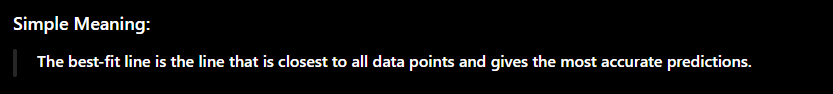 Simple Meaning:
The best-fit line is the line that is closest to all data points and gives the most accurate predictions.